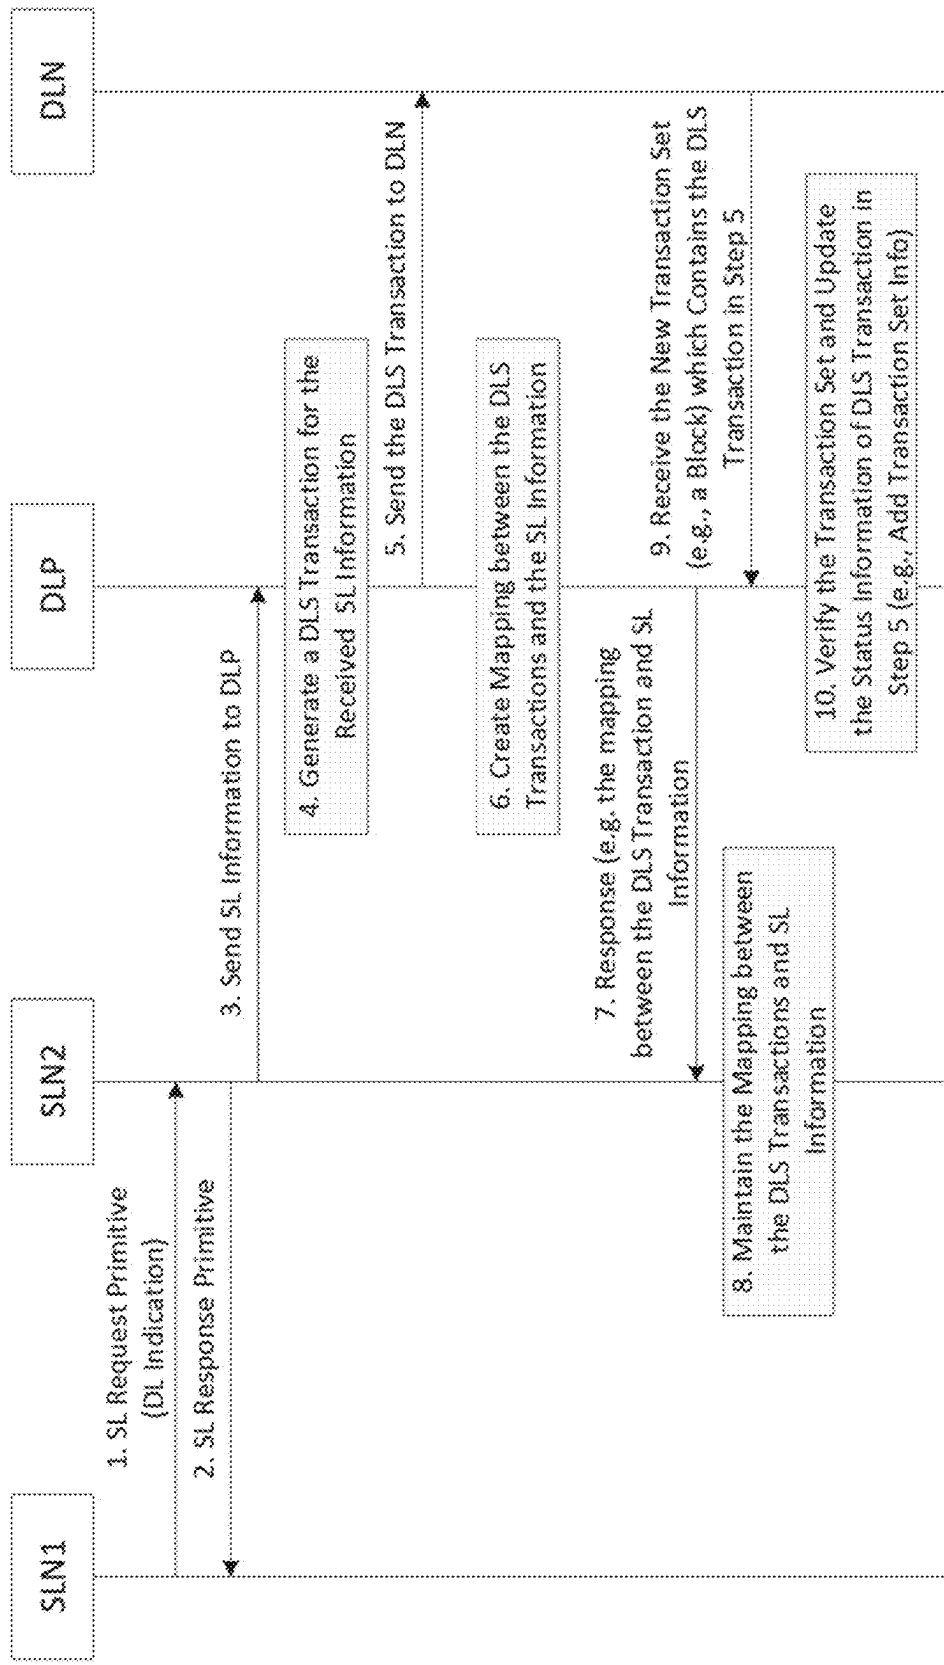 SLN1
SLN2
DLP
DLN
1. SL Request Primitive
(DL Indication)
2. SL Response Primitive
3. Send SL Information to DLP
4. Generate a DLS Transaction for the
Received SL Information
5. Send the DLS Transaction to DLN
6. Create Mapping between the DLS
Transactions and the SL Information
7. Response (e.g. the mapping
between the DLS Transaction and SL
Information
8. Maintain the Mapping between
the DLS Transactions and SL
Information
9. Receive the New Transaction Set
(e.g., a Block) which Contains the DLS
Transaction in Step 5
10. Verify the Transaction Set and Update
the Status Information of DLS Transaction in
Step 5 (e.g., Add Transaction Set Info)